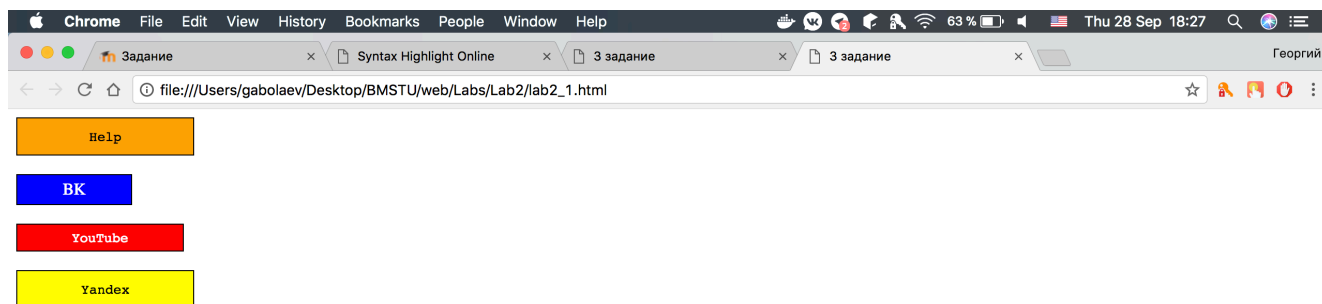 Chrome File Edit View History Bookmarks People Window Help 63 % Thu 28 Sep 18:27
Задание × Syntax Highlight Online × 3 задание × 3 задание × Георгий
file:///Users/gabolaev/Desktop/BMSTU/web/Labs/Lab2/lab2_1.html
Help
ВК
YouTube
Yandex